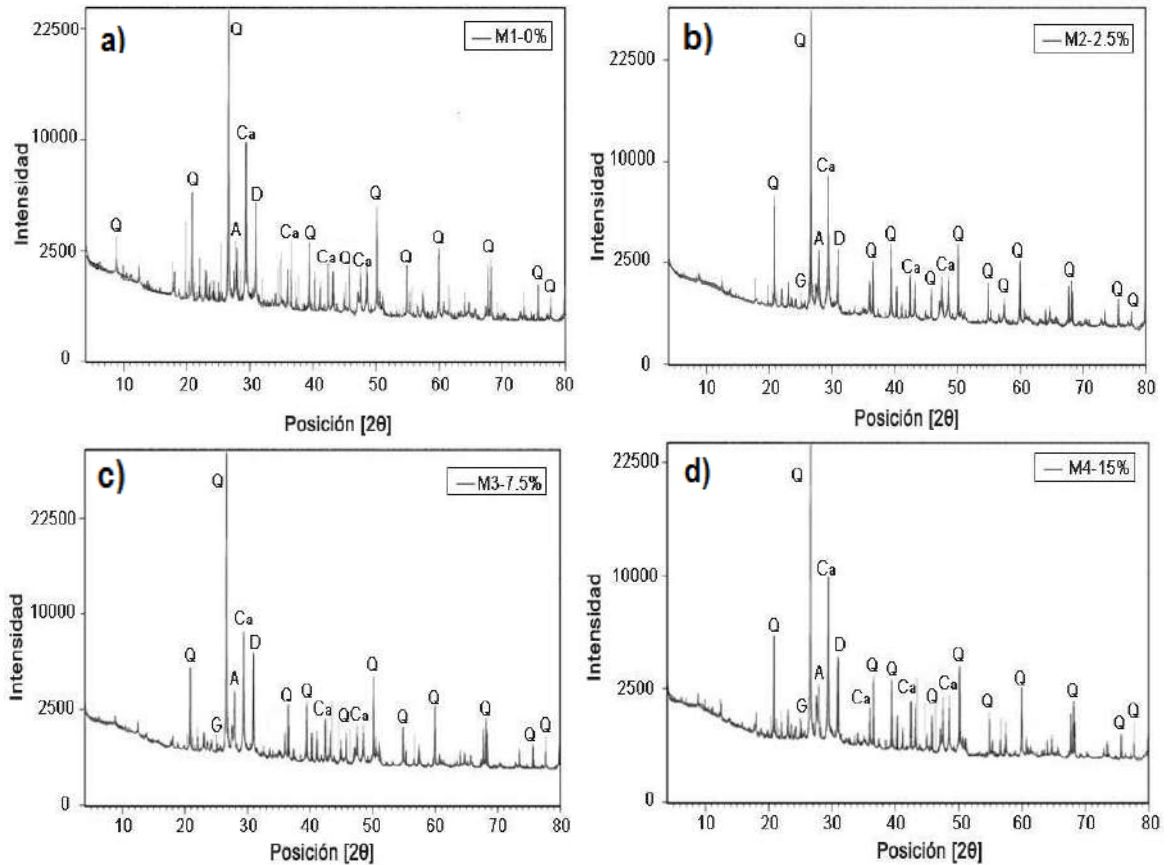 a)
M1-0%
Intensidad
22500
10000
2500
0
Q Q Q A Ca D Ca Q Ca Q Ca Q Q Q Q Q Q
10 20 30 40 50 60 70 80
Posición [2θ]
b)
M2-2.5%
Intensidad
22500
10000
2500
0
Q Q G A Ca D Q Q Ca Q Ca Q Q Q Q Q Q Q
10 20 30 40 50 60 70 80
Posición [2θ]
c)
M3-7.5%
Intensidad
22500
10000
2500
0
Q Q G A Ca D Q Q Ca Q Ca Q Q Q Q Q Q
10 20 30 40 50 60 70 80
Posición [2θ]
d)
M4-15%
Intensidad
22500
10000
2500
0
Q Q G A Ca D Ca Q Q Ca Q Ca Q Q Q Q Q Q
10 20 30 40 50 60 70 80
Posición [2θ]